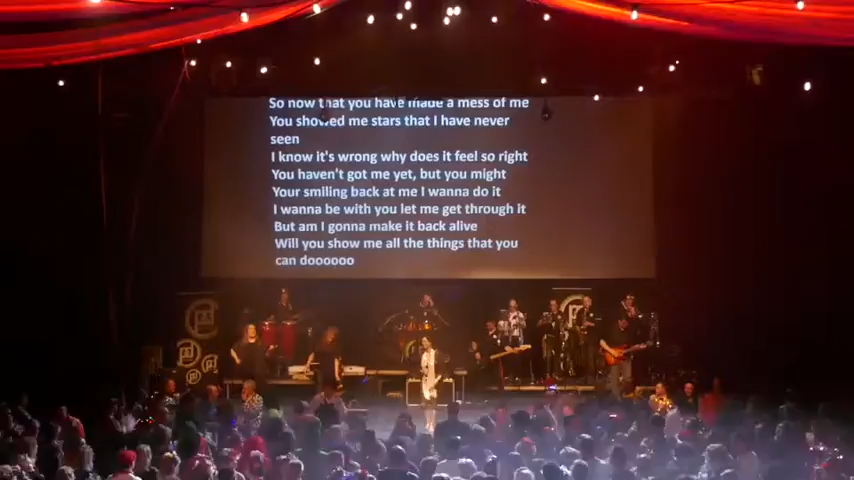 So now that you have made a mess of me
You showed me stars that I have never
seen
I know it's wrong why does it feel so right
You haven't got me yet, but you might
Your smiling back at me I wanna do it
I wanna be with you let me get through it
But am I gonna make it back alive
Will you show me all the things that you
can doooooo